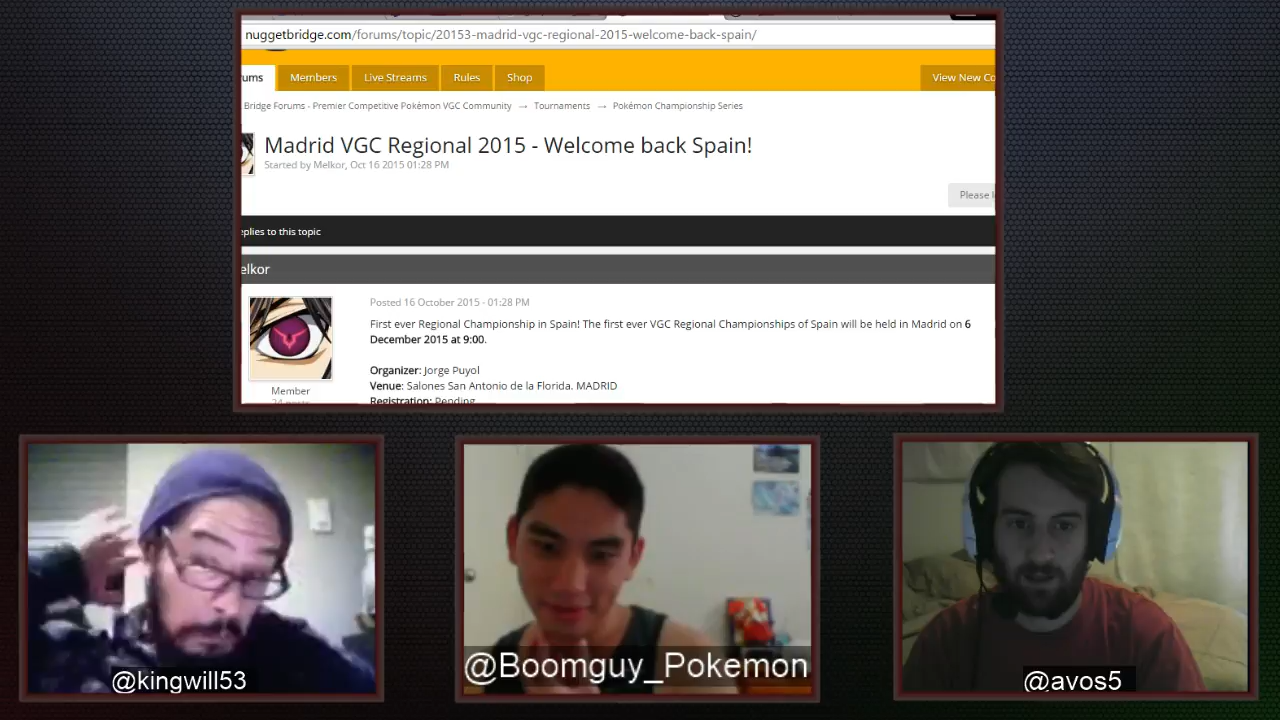 nuggetbridge.com/forums/topic/20153-madrid-vgc-regional-2015-welcome-back-spain/
ums Members Live Streams Rules Shop View New Co
Bridge Forums - Premier Competitive Pokémon VGC Community → Tournaments → Pokémon Championship Series
Madrid VGC Regional 2015 - Welcome back Spain!
Started by Melkor, Oct 16 2015 01:28 PM
Please l
eplies to this topic
elkor
Posted 16 October 2015 - 01:28 PM
First ever Regional Championship in Spain! The first ever VGC Regional Championships of Spain will be held in Madrid on 6
December 2015 at 9:00.
Organizer: Jorge Puyol
Venue: Salones San Antonio de la Florida. MADRID
Member
Registration: Pending
@kingwill53
@Boomguy_Pokemon
@avos5